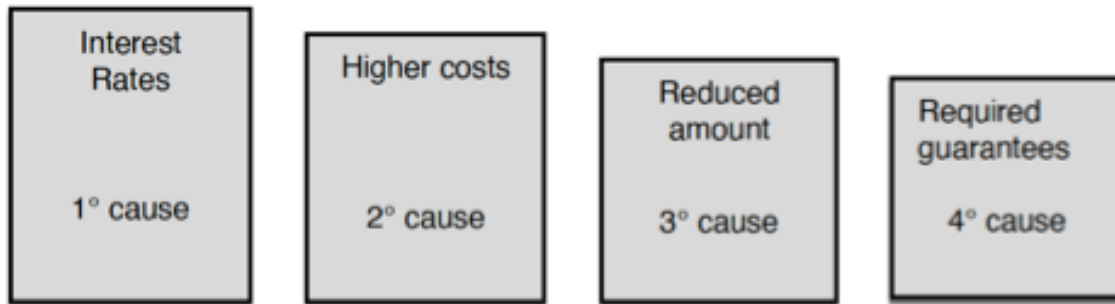 Interest
Rates
1° cause
Higher costs
2° cause
Reduced
amount
3° cause
Required
guarantees
4° cause